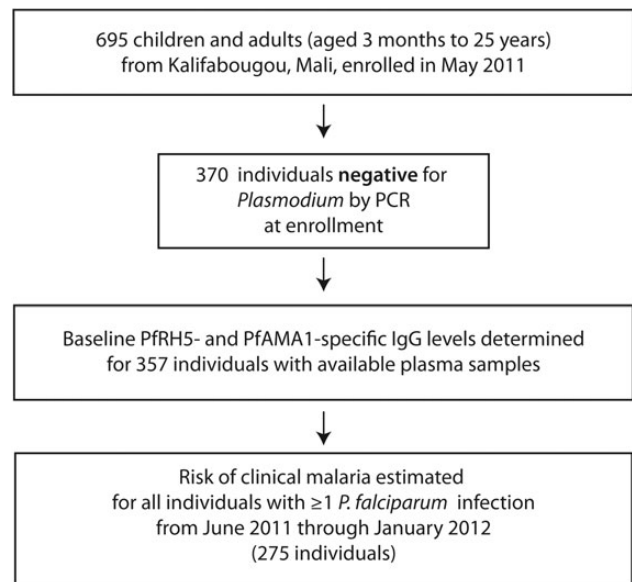 695 children and adults (aged 3 months to 25 years)
from Kalifabougou, Mali, enrolled in May 2011
370 individuals negative for
Plasmodium by PCR
at enrollment
Baseline PfRH5- and PfAMA1-specific IgG levels determined
for 357 individuals with available plasma samples
Risk of clinical malaria estimated
for all individuals with ≥1 P. falciparum infection
from June 2011 through January 2012
(275 individuals)